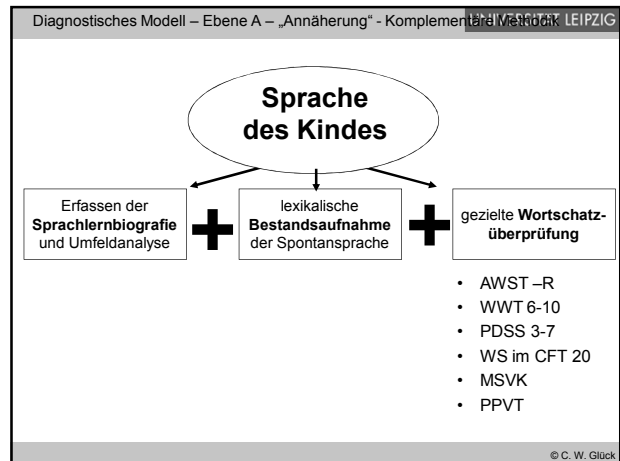 Diagnostisches Modell – Ebene A – „Annäherung“ - Komplementäre Methodik
UNIVERSITÄT LEIPZIG
Sprache
des Kindes
Erfassen der
Sprachlernbiografie
und Umfeldanalyse
lexikalische
Bestandsaufnahme
der Spontansprache
gezielte Wortschatz-
überprüfung
• AWST –R
• WWT 6-10
• PDSS 3-7
• WS im CFT 20
• MSVK
• PPVT
© C. W. Glück